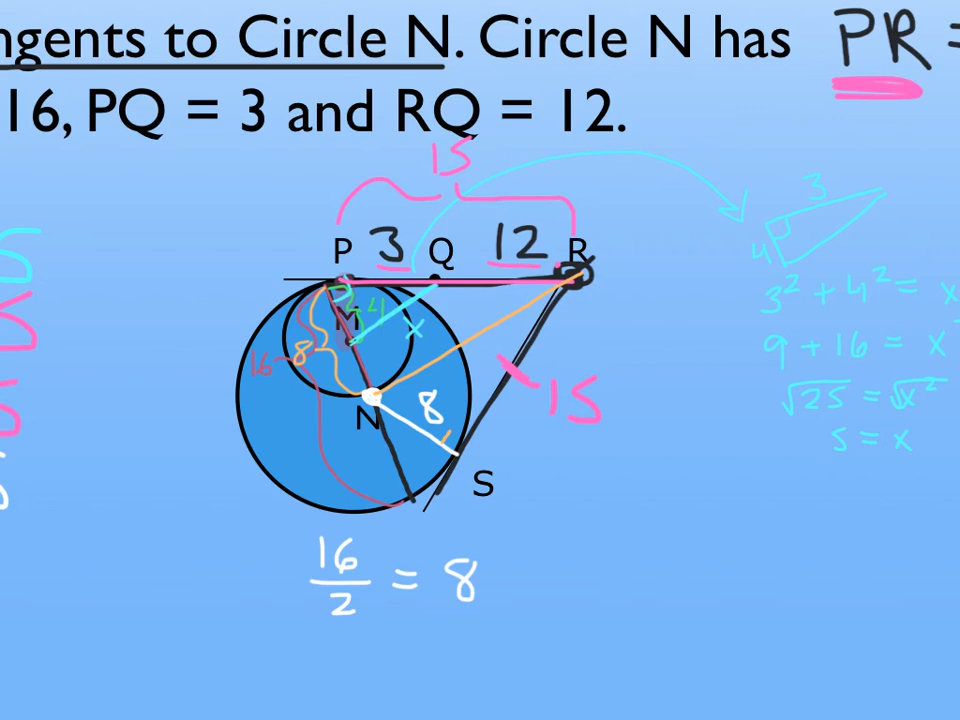 ngents to Circle N. Circle N has
PR =
16, PQ = 3 and RQ = 12.
15
3
4
P 3 Q 12 R
3² + 4² = x
M 4 x
9 + 16 = x²
16 8
√25 = √x²
15
N 8
5 = x
S
16/2 = 8